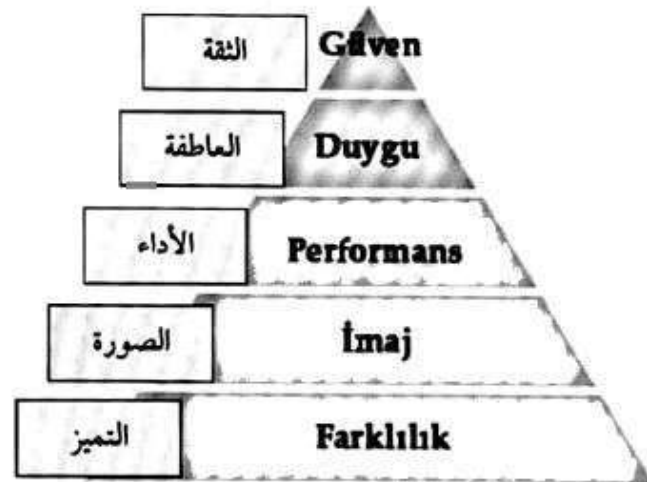 الثقة Güven
العاطفة Duygu
الأداء Performans
الصورة İmaj
التميز Farklılık